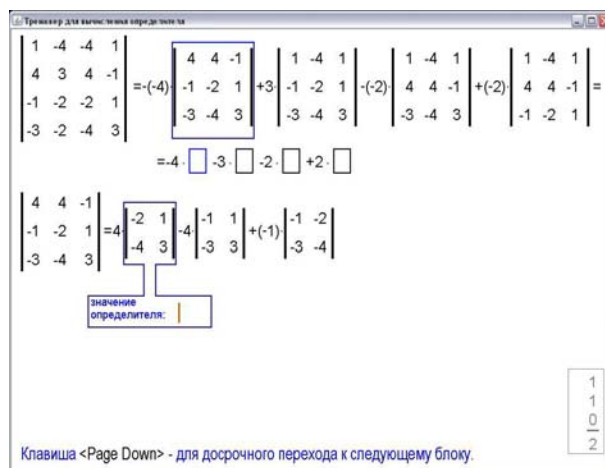 Тренажер для вычисления определителя
1 -4 -4 1
4 3 4 -1
-1 -2 -2 1
-3 -2 -4 3
=-(-4)·
4 4 -1
-1 -2 1
-3 -4 3
+3·
1 -4 1
-1 -2 1
-3 -4 3
-(-2)·
1 -4 1
4 4 -1
-3 -4 3
+(-2)·
1 -4 1
4 4 -1
-1 -2 1
=
=-4 · -3 · -2 · +2 ·
4 4 -1
-1 -2 1
-3 -4 3
=4·
-2 1
-4 3
-4·
-1 1
-3 3
+(-1)·
-1 -2
-3 -4
значение
определителя:
1
1
0
2
Клавиша <Page Down> - для досрочного перехода к следующему блоку.